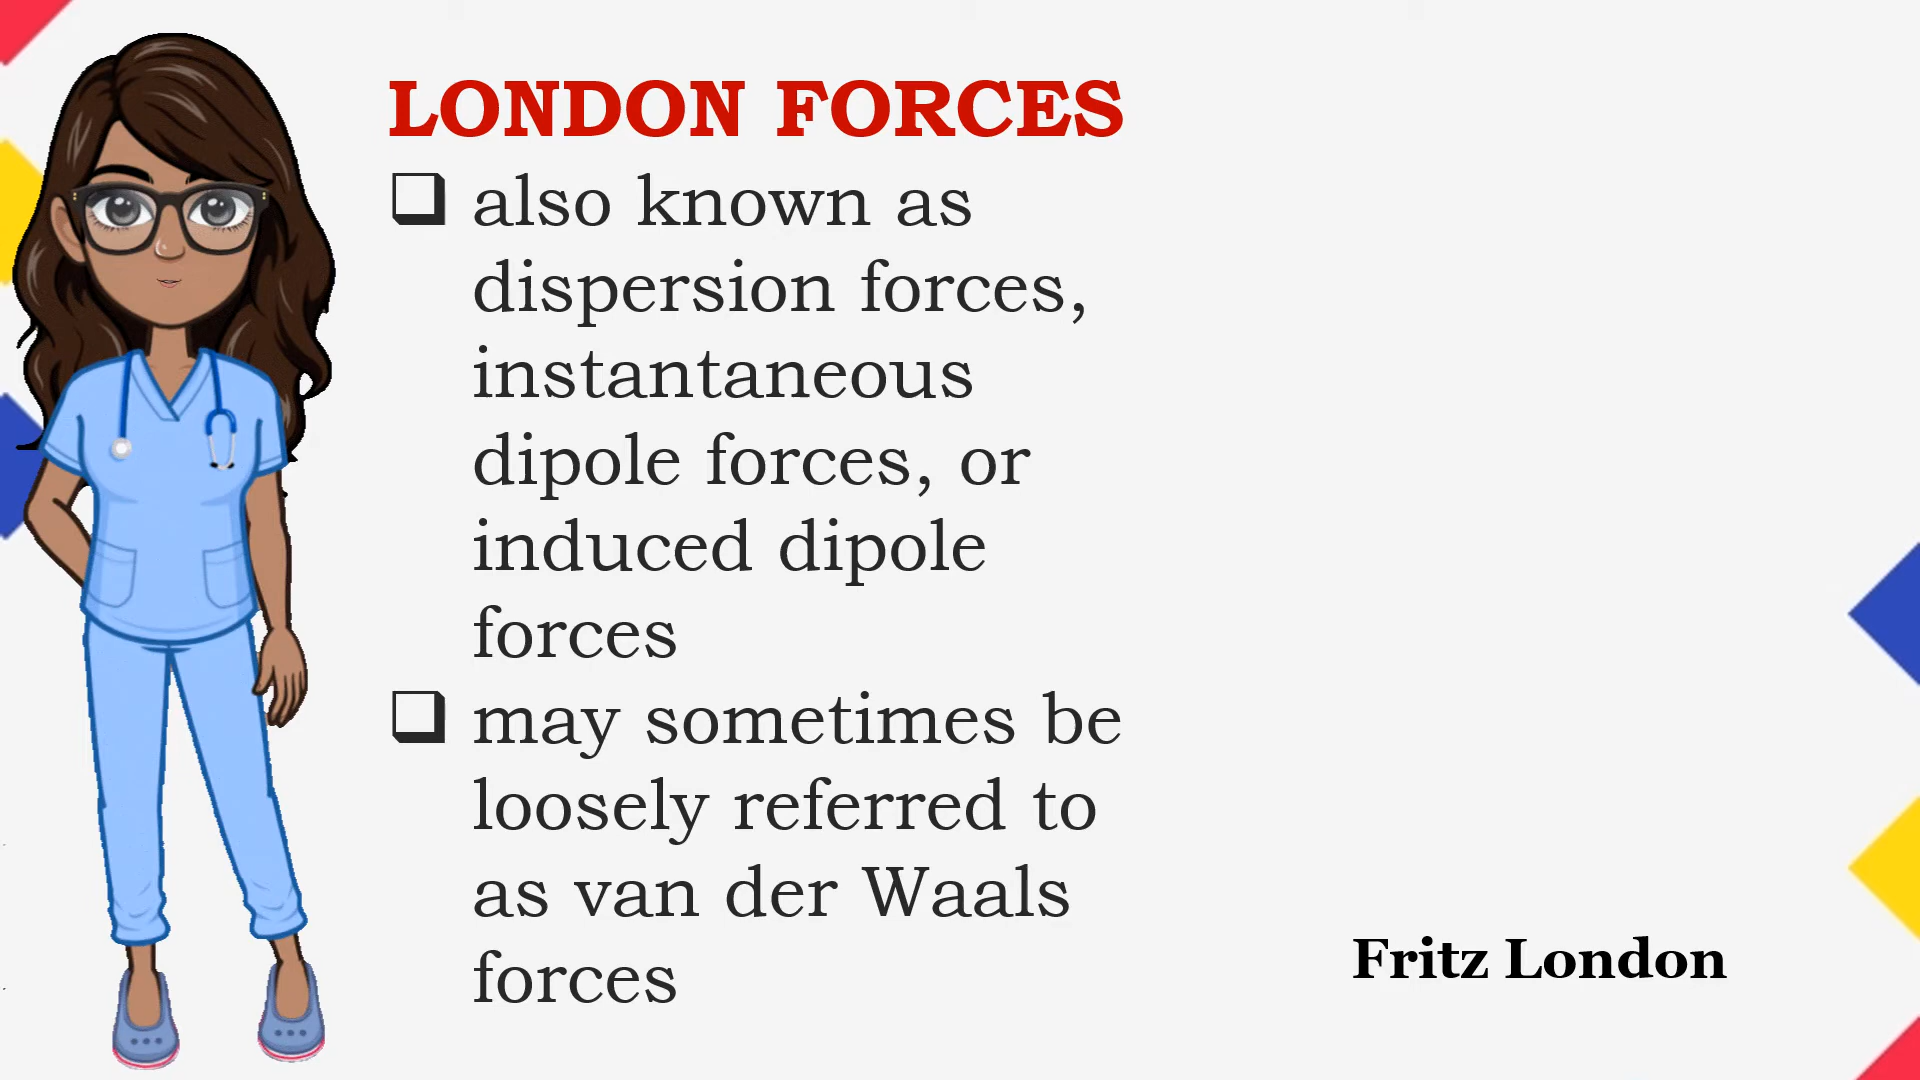 LONDON FORCES
❑ also known as
dispersion forces,
instantaneous
dipole forces, or
induced dipole
forces
❑ may sometimes be
loosely referred to
as van der Waals
forces
Fritz London